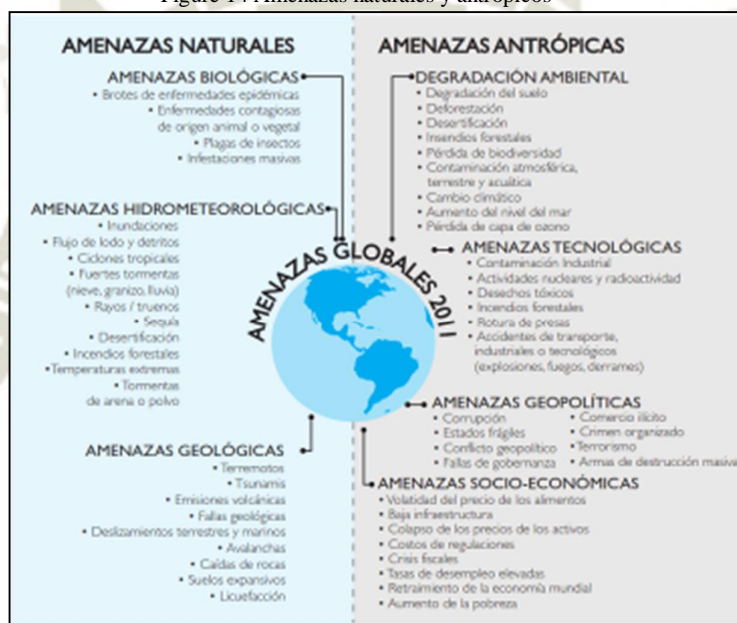 Figure 14 Amenazas naturales y antrópicos
AMENAZAS NATURALES
AMENAZAS BIOLÓGICAS
• Brotes de enfermedades epidémicas
• Enfermedades contagiosas
de origen animal o vegetal
• Plagas de insectos
• Infestaciones masivas
AMENAZAS HIDROMETEOROLÓGICAS
• Inundaciones
• Flujo de lodo y detritos
• Ciclones tropicales
• Fuertes tormentas
(nieve, granizo, lluvia)
• Rayos / truenos
• Sequía
• Desertificación
• Incendios forestales
• Temperaturas extremas
• Tormentas
de arena o polvo
AMENAZAS GEOLÓGICAS
• Terremotos
• Tsunamis
• Emisiones volcánicas
• Fallas geológicas
• Deslizamientos terrestres y marinos
• Avalanchas
• Caídas de rocas
• Suelos expansivos
• Licuefacción
AMENAZAS GLOBALES 2011
AMENAZAS ANTRÓPICAS
DEGRADACIÓN AMBIENTAL
• Degradación del suelo
• Deforestación
• Desertificación
• Insendios forestales
• Pérdida de biodiversidad
• Contaminación atmosférica,
terrestre y acuática
• Cambio climático
• Aumento del nivel del mar
• Pérdida de capa de ozono
AMENAZAS TECNOLÓGICAS
• Contaminación Industrial
• Actividades nucleares y radioactividad
• Desechos tóxicos
• Incendios forestales
• Rotura de presas
• Accidentes de transporte,
industriales o tecnológicos
(explosiones, fuegos, derrames)
AMENAZAS GEOPOLÍTICAS
• Corrupción
• Estados frágiles
• Conflicto geopolítico
• Fallas de gobernanza
• Comercio ilícito
• Crimen organizado
• Terrorismo
• Armas de destrucción masiva
AMENAZAS SOCIO-ECONÓMICAS
• Volatidad del precio de los alimentos
• Baja infraestructura
• Colapso de los precios de los activos
• Costos de regulaciones
• Crisis fiscales
• Tasas de desempleo elevadas
• Retraimiento de la economía mundial
• Aumento de la pobreza